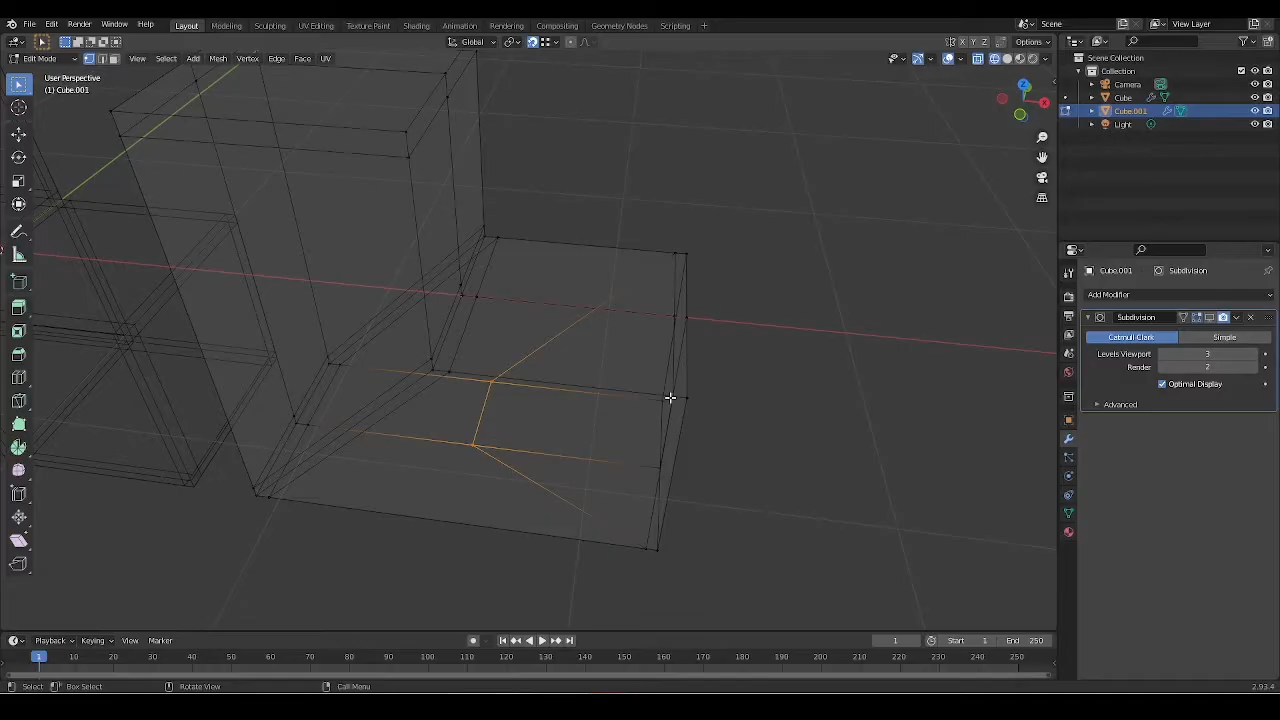 File Edit Render Window Help Layout Modeling Sculpting UV Editing Texture Paint Shading Animation Rendering Compositing Geometry Nodes Scripting + Scene View Layer
Global Options
Edit Mode View Select Add Mesh Vertex Edge Face UV X Y Z
User Perspective
(1) Cube.001
Scene Collection
Collection
Camera
Cube
Cube.001
Light
Z
X
Cube.001 Subdivision
Add Modifier
Subdivision
Catmull Clark Simple
Levels Viewport 3
Render 2
Optimal Display
Advanced
Playback Keying View Marker 1 Start 1 End 250
1 10 20 30 40 50 60 70 80 90 100 110 120 130 140 150 160 170 180 190 200 210 220 230 240 250
Select Box Select Rotate View Call Menu 2.93.4